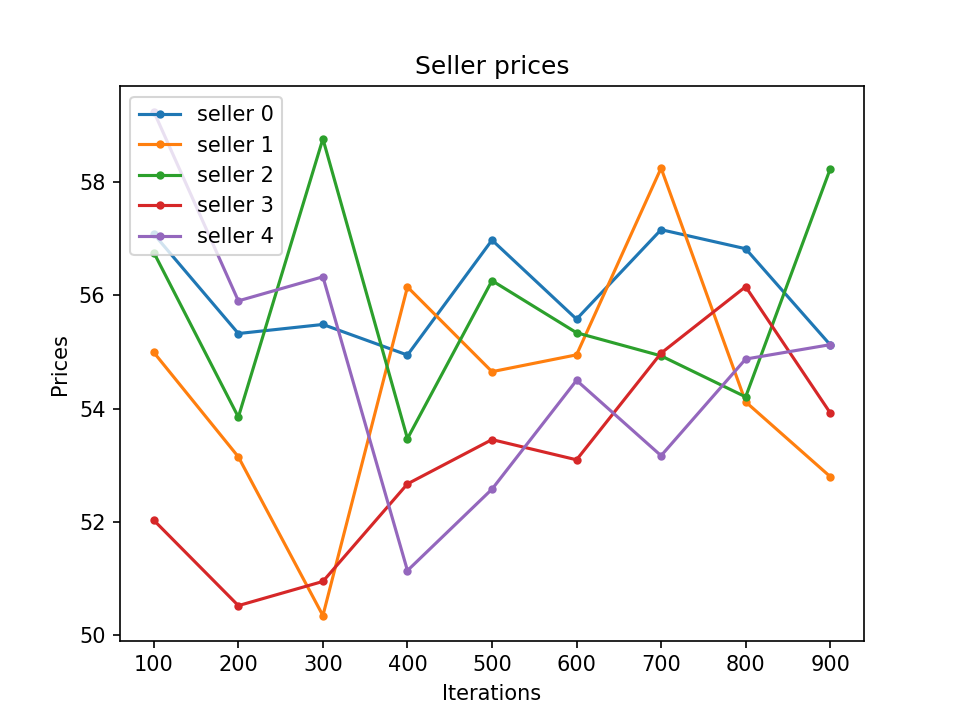 Seller prices
seller 0
seller 1
seller 2
seller 3
seller 4
58
56
54
52
50
Prices
100 200 300 400 500 600 700 800 900
Iterations